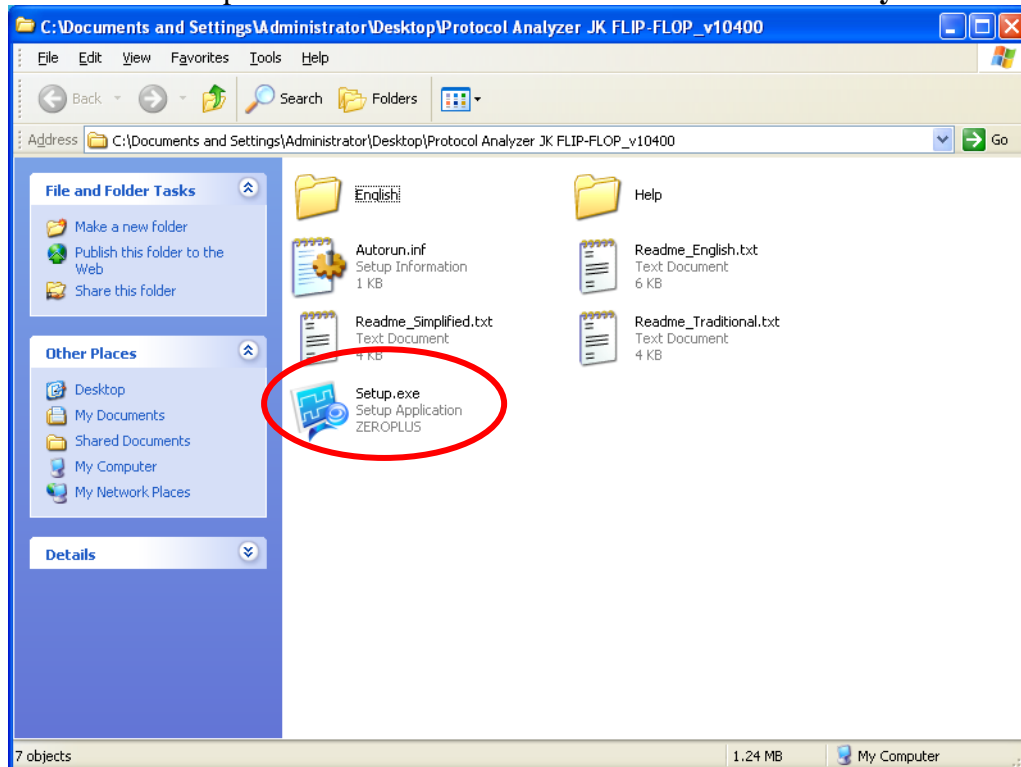 C:\Documents and Settings\Administrator\Desktop\Protocol Analyzer JK FLIP-FLOP_v10400
File Edit View Favorites Tools Help
Back Search Folders
Address C:\Documents and Settings\Administrator\Desktop\Protocol Analyzer JK FLIP-FLOP_v10400 Go
File and Folder Tasks
Make a new folder
Publish this folder to the
Web
Share this folder
Other Places
Desktop
My Documents
Shared Documents
My Computer
My Network Places
Details
English
Help
Autorun.inf
Setup Information
1 KB
Readme_English.txt
Text Document
6 KB
Readme_Simplified.txt
Text Document
4 KB
Readme_Traditional.txt
Text Document
4 KB
Setup.exe
Setup Application
ZEROPLUS
7 objects 1.24 MB My Computer